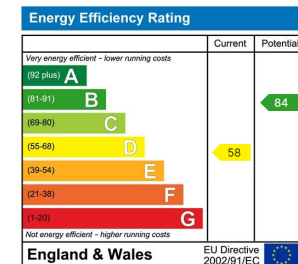 Energy Efficiency Rating
Current Potential
Very energy efficient - lower running costs
(92 plus) A
(81-91) B
84
(69-80) C
(55-68) D
58
(39-54) E
(21-38) F
(1-20) G
Not energy efficient - higher running costs
England & Wales
EU Directive
2002/91/EC